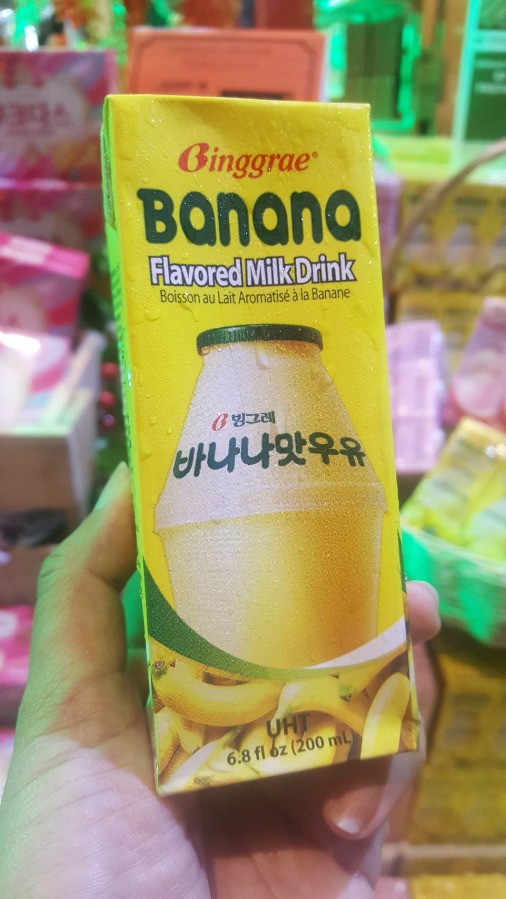 Binggrae®
Banana
Flavored Milk Drink
Boisson au Lait Aromatisé à la Banane
빙그레
바나나맛우유
UHT
6.8 fl oz (200 mL)